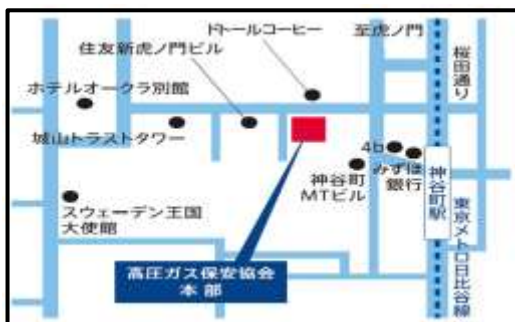 ドトールコーヒー
至虎ノ門
住友新虎ノ門ビル
桜田通り
ホテルオークラ別館
城山トラストタワー
4b
みずほ
銀行
神谷町
MTビル
神谷町駅
スウェーデン王国
大使館
東京メトロ日比谷線
高圧ガス保安協会
本部